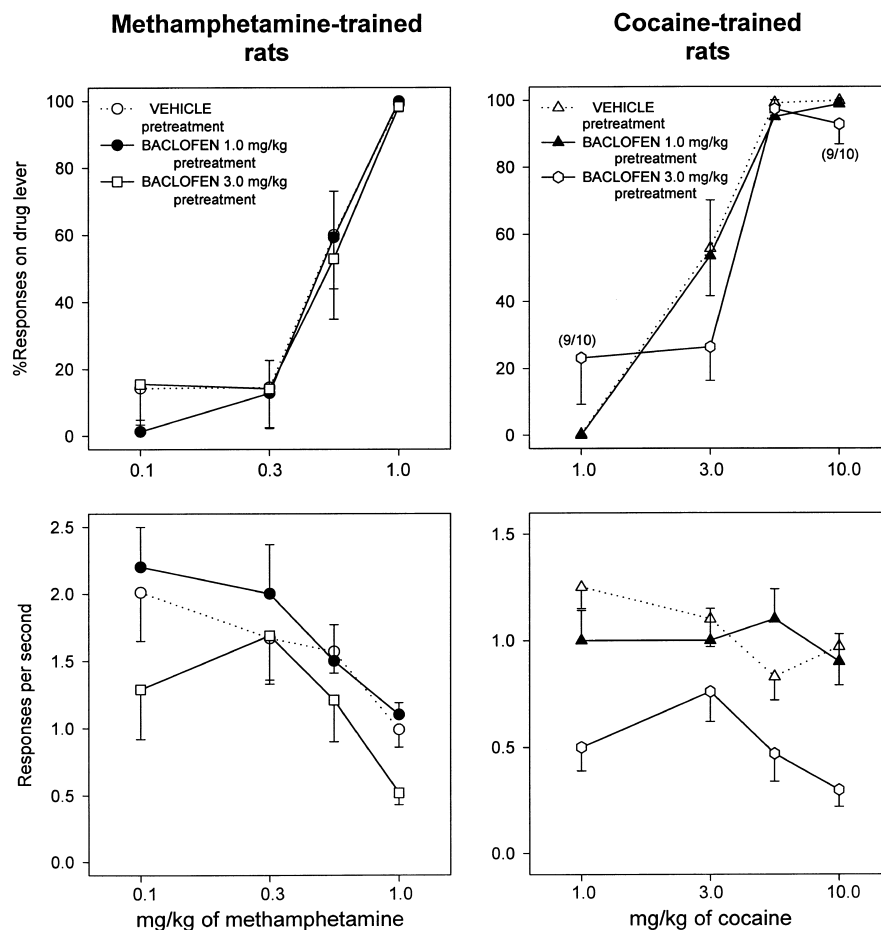 Methamphetamine-trained
rats
Cocaine-trained
rats
%Responses on drug lever
100
80
60
40
20
0
VEHICLE
pretreatment
BACLOFEN 1.0 mg/kg
pretreatment
BACLOFEN 3.0 mg/kg
pretreatment
0.1
0.3
1.0
100
80
60
40
20
0
VEHICLE
pretreatment
BACLOFEN 1.0 mg/kg
pretreatment
BACLOFEN 3.0 mg/kg
pretreatment
(9/10)
(9/10)
1.0
3.0
10.0
Responses per second
2.5
2.0
1.5
1.0
0.5
0.0
0.1
0.3
1.0
mg/kg of methamphetamine
1.5
1.0
0.5
0.0
1.0
3.0
10.0
mg/kg of cocaine